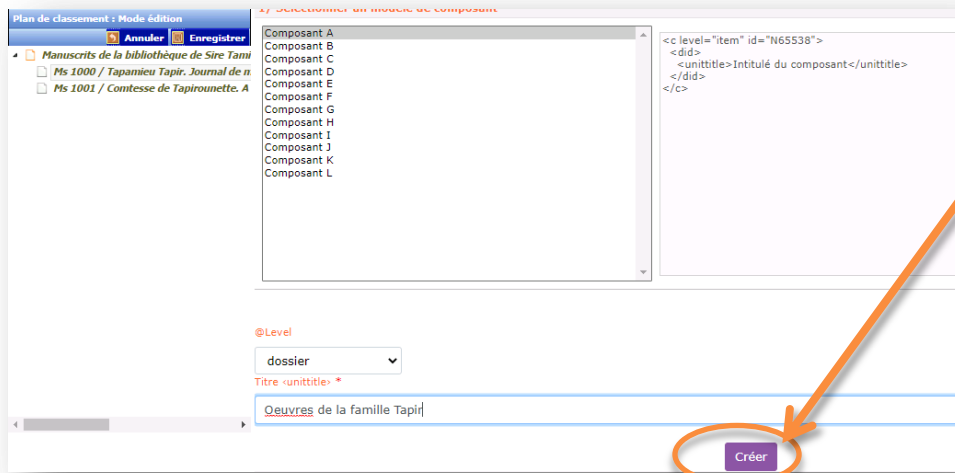 Plan de classement : Mode édition
Annuler Enregistrer
Manuscrits de la bibliothèque de Sire Tami
Ms 1000 / Tapamieu Tapir. Journal de
Ms 1001 / Comtesse de Tapirounette. A
1/ Sélectionner un modèle de composant
Composant A
Composant B
Composant C
Composant D
Composant E
Composant F
Composant G
Composant H
Composant I
Composant J
Composant K
Composant L
<c level="item" id="N65538">
<did>
<unittitle>Intitulé du composant</unittitle>
</did>
</c>
@Level
dossier
Titre ‹unittitle› *
Oeuvres de la famille Tapir
Créer